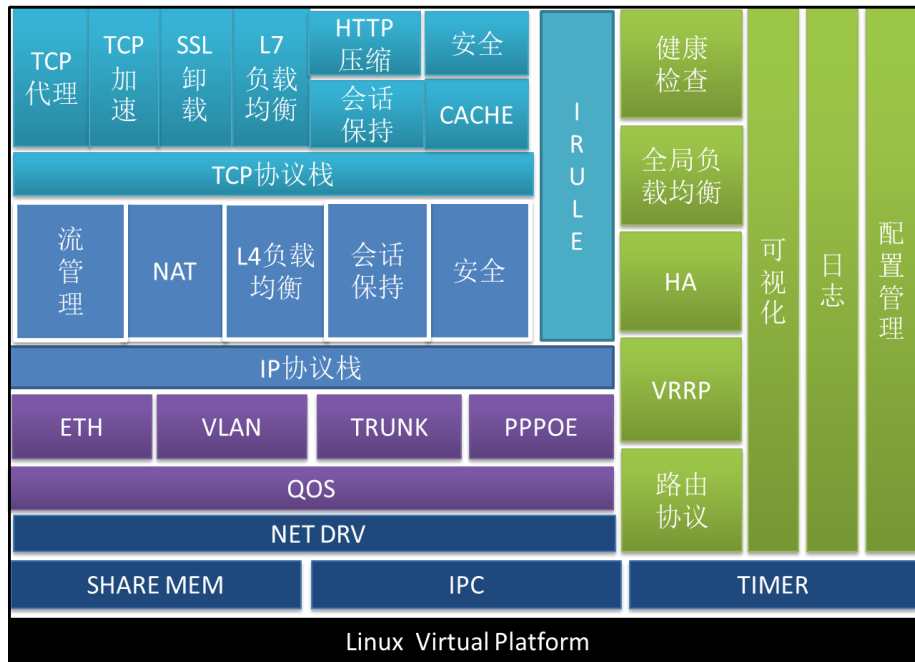 TCP
代理
TCP
加
速
SSL
卸
载
L7
负载
均衡
HTTP
压缩
安全
会话
保持
CACHE
TCP协议栈
流
管
理
NAT
L4负载
均衡
会话
保持
安全
I
R
U
L
E
IP协议栈
ETH
VLAN
TRUNK
PPPOE
QOS
NET DRV
健康
检查
全局负
载均衡
HA
VRRP
路由
协议
可
视
化
日
志
配
置
管
理
SHARE MEM
IPC
TIMER
Linux Virtual Platform